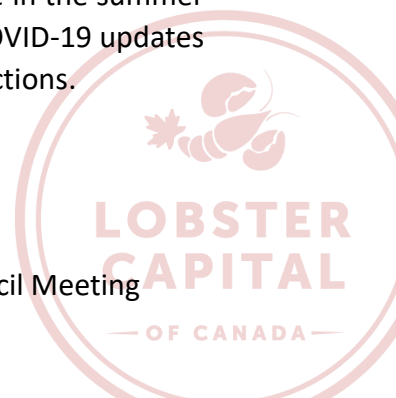 e in the summer
OVID-19 updates
ctions.
LOBSTER
CAPITAL
cil Meeting
OF CANADA